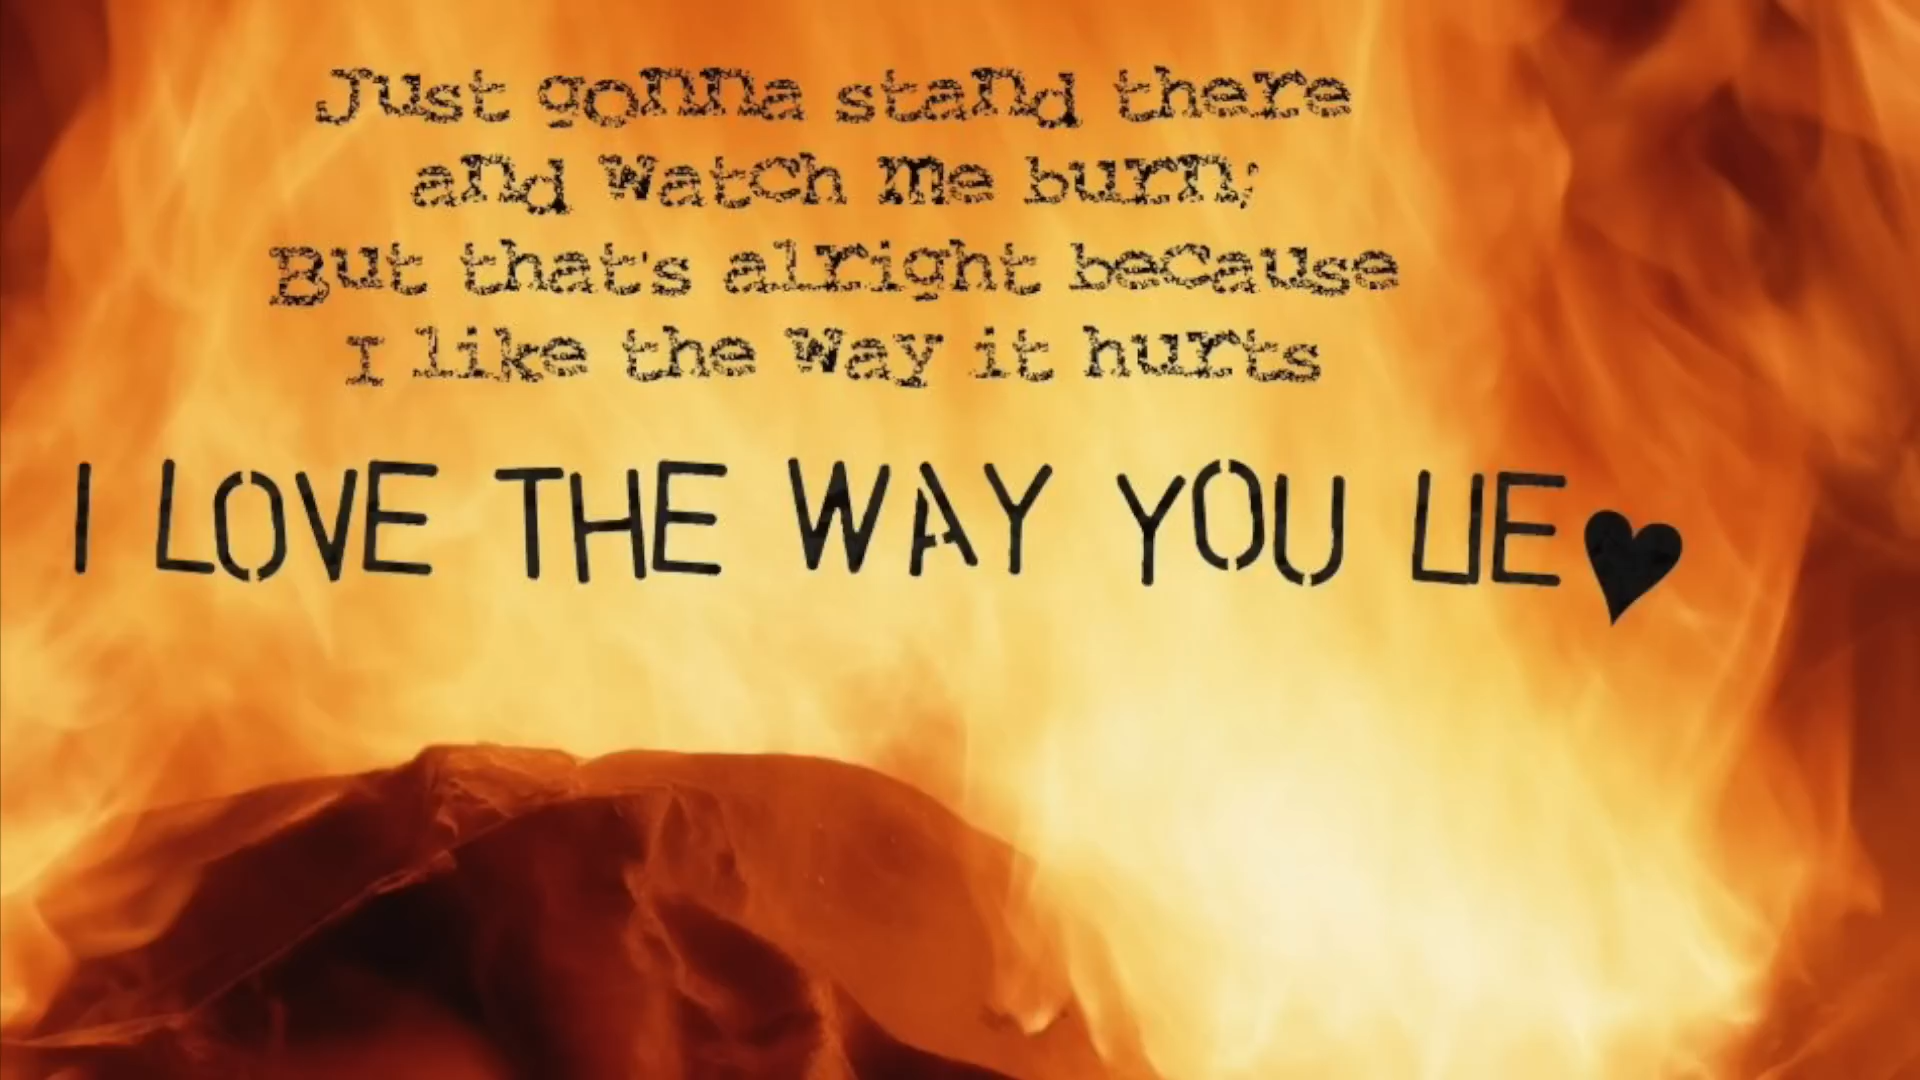 Just gonna stand there
and watch me burn;
But that's alright because
I like the way it hurts
I LOVE THE WAY YOU LIE